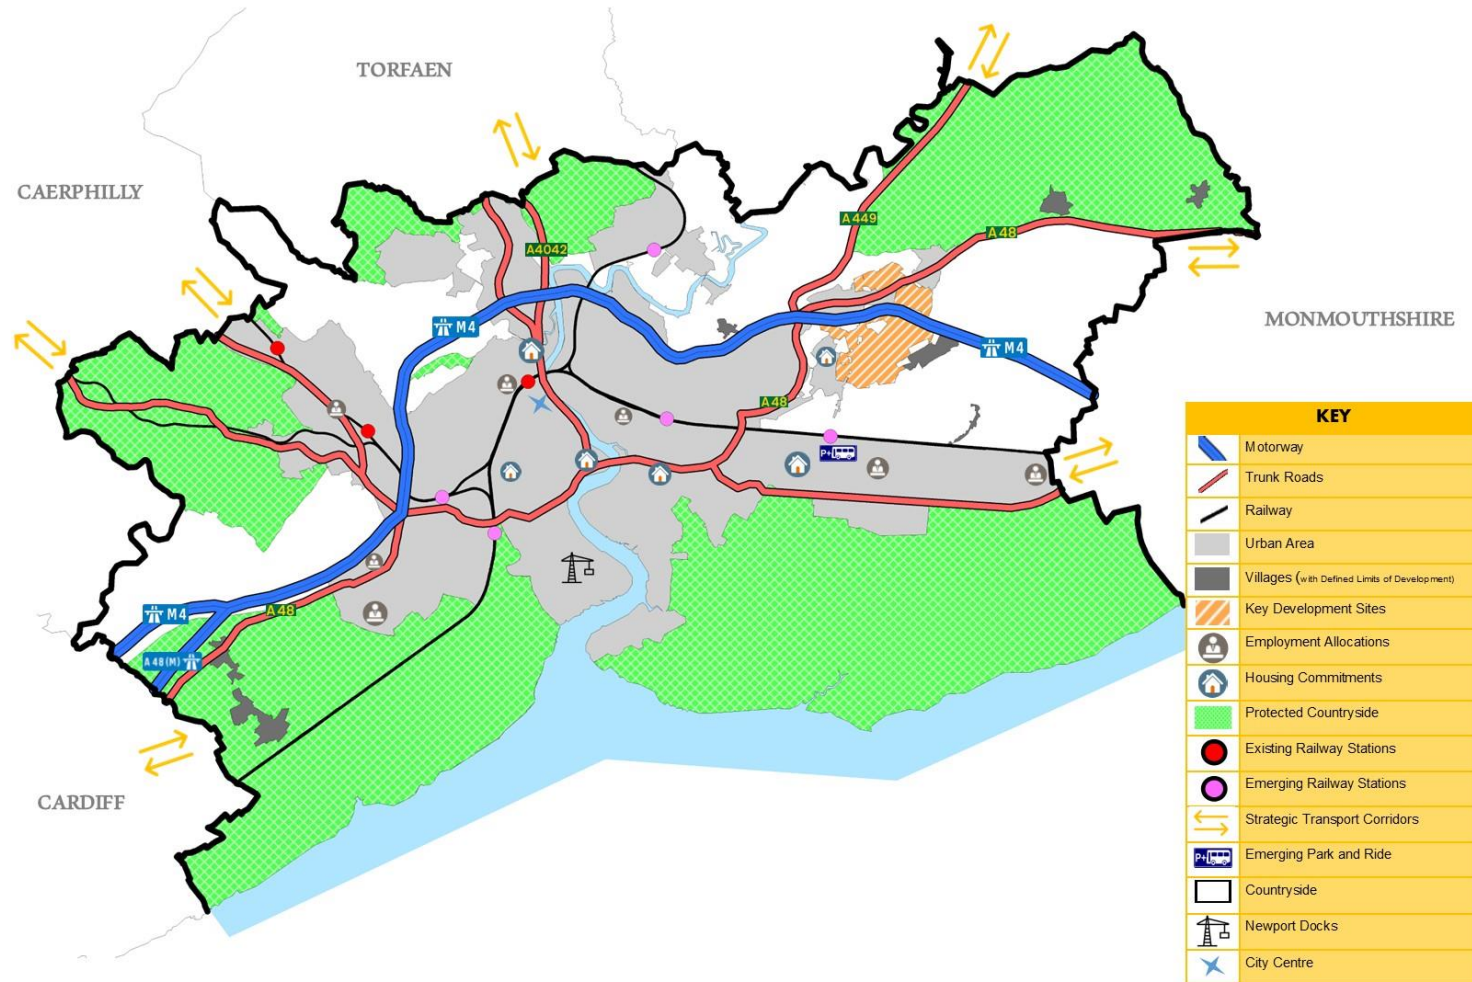 TORFAEN
CAERPHILLY
A449
A48
A4042
M4
MONMOUTHSHIRE
M4
A48
KEY
Motorway
Trunk Roads
P+
Railway
Urban Area
Villages (with Defined Limits of Development)
Key Development Sites
M4
A48
Employment Allocations
A48(M)
Housing Commitments
Protected Countryside
Existing Railway Stations
Emerging Railway Stations
CARDIFF
Strategic Transport Corridors
P+ Emerging Park and Ride
Countryside
Newport Docks
City Centre